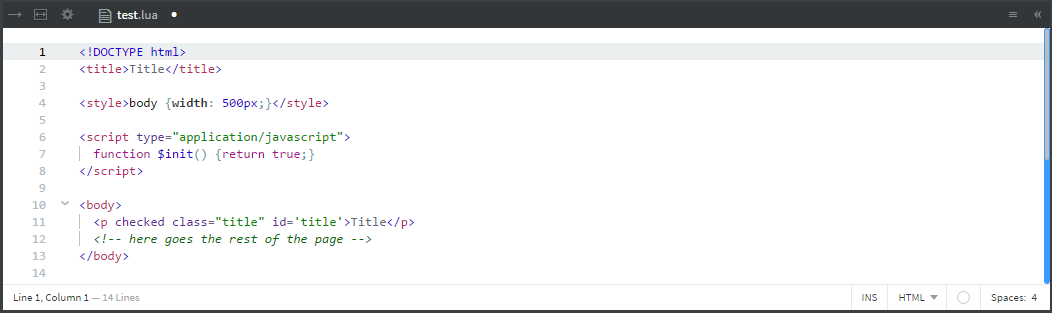 test.lua
1 <!DOCTYPE html>
2 <title>Title</title>
3
4 <style>body {width: 500px;}</style>
5
6 <script type="application/javascript">
7 function $init() {return true;}
8 </script>
9
10 <body>
11 <p checked class="title" id='title'>Title</p>
12 <!-- here goes the rest of the page -->
13 </body>
14
Line 1, Column 1 — 14 Lines INS HTML Spaces: 4